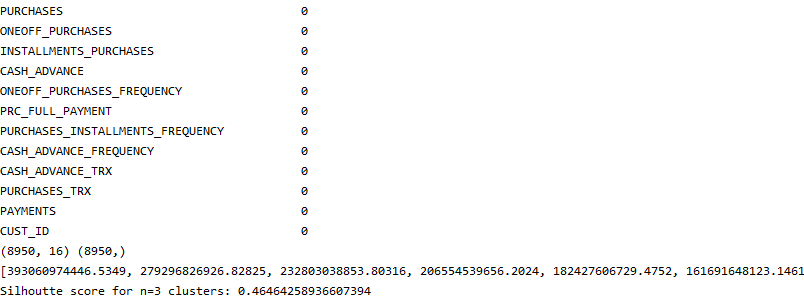 PURCHASES 0
ONEOFF_PURCHASES 0
INSTALLMENTS_PURCHASES 0
CASH_ADVANCE 0
ONEOFF_PURCHASES_FREQUENCY 0
PRC_FULL_PAYMENT 0
PURCHASES_INSTALLMENTS_FREQUENCY 0
CASH_ADVANCE_FREQUENCY 0
CASH_ADVANCE_TRX 0
PURCHASES_TRX 0
PAYMENTS 0
CUST_ID 0
(8950, 16) (8950,)
[393060974446.5349, 279296826926.82825, 232803038853.80316, 206554539656.2024, 182427606729.4752, 161691648123.1461
Silhoutte score for n=3 clusters: 0.46464258936607394